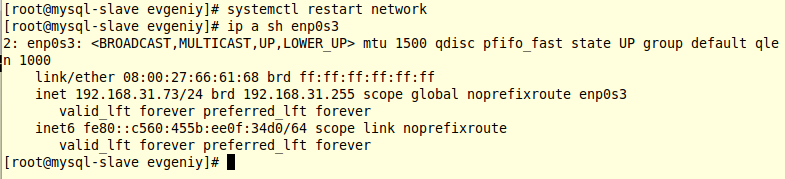 [root@mysql-slave evgeniy]# systemctl restart network
[root@mysql-slave evgeniy]# ip a sh enp0s3
2: enp0s3: <BROADCAST,MULTICAST,UP,LOWER_UP> mtu 1500 qdisc pfifo_fast state UP group default qle
n 1000
    link/ether 08:00:27:66:61:68 brd ff:ff:ff:ff:ff:ff
    inet 192.168.31.73/24 brd 192.168.31.255 scope global noprefixroute enp0s3
       valid_lft forever preferred_lft forever
    inet6 fe80::c560:455b:ee0f:34d0/64 scope link noprefixroute
       valid_lft forever preferred_lft forever
[root@mysql-slave evgeniy]#